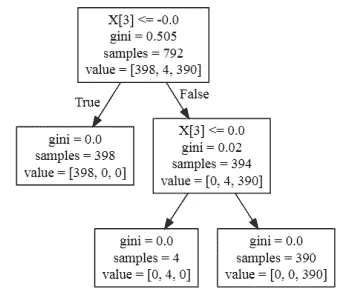 X[3] <= -0.0
gini = 0.505
samples = 792
value = [398, 4, 390]
True
False
gini = 0.0
samples = 398
value = [398, 0, 0]
X[3] <= 0.0
gini = 0.02
samples = 394
value = [0, 4, 390]
gini = 0.0
samples = 4
value = [0, 4, 0]
gini = 0.0
samples = 390
value = [0, 0, 390]